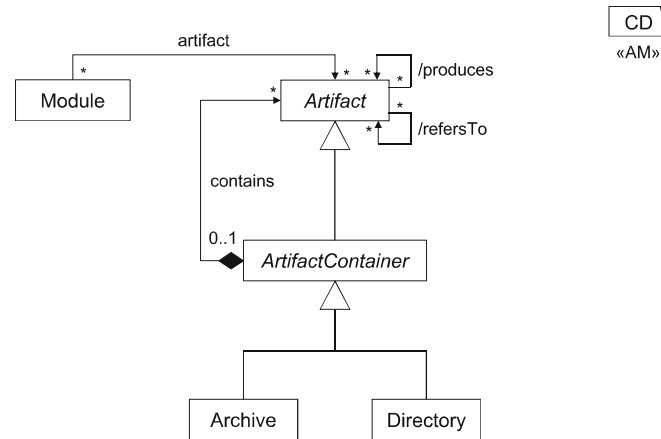 CD
«AM»
artifact
*
*
Module
Artifact
*
*
/produces
*
*
/refersTo
*
contains
0..1
ArtifactContainer
Archive
Directory